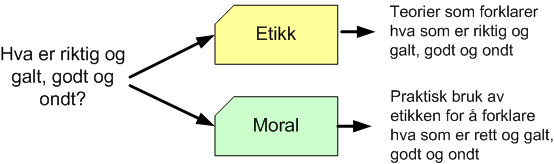 Hva er riktig og
galt, godt og
ondt?
Etikk
Teorier som forklarer
hva som er riktig og
galt, godt og ondt
Moral
Praktisk bruk av
etikken for å forklare
hva som er rett og galt,
godt og ondt